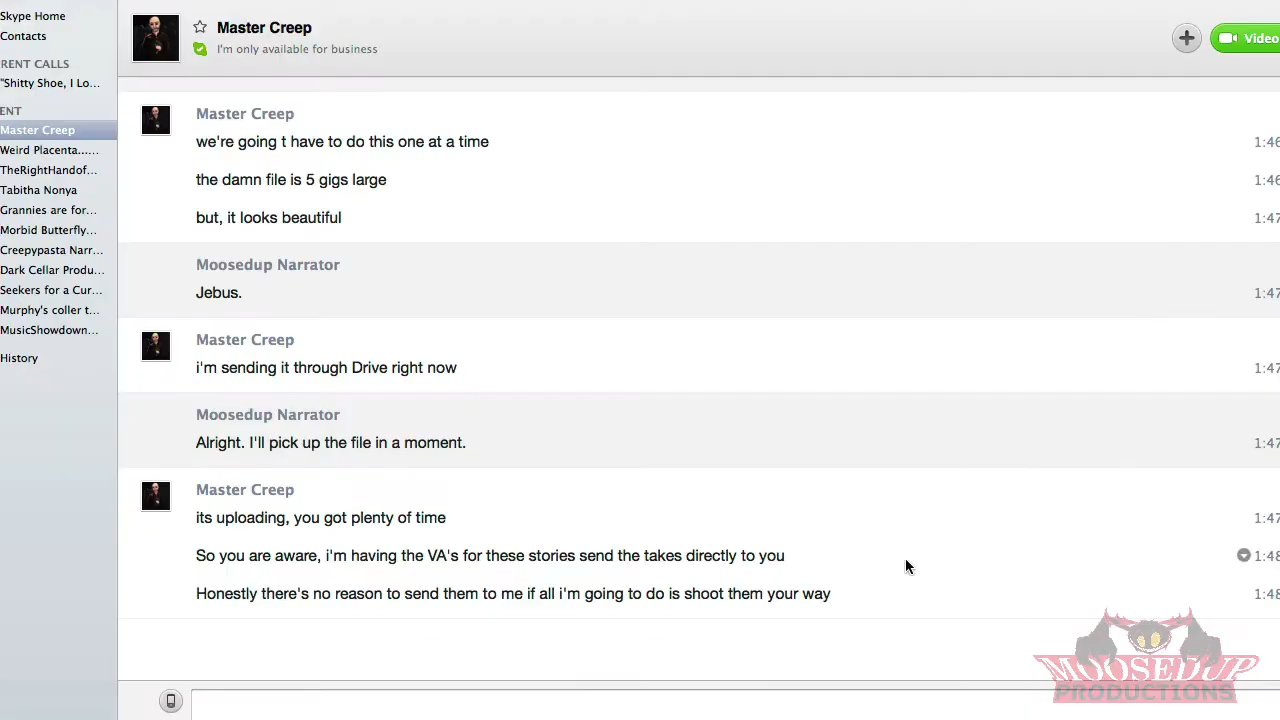 Skype Home
Contacts
RENT CALLS
"Shitty Shoe, I Lo...
ENT
Master Creep
Weird Placenta......
TheRightHandof...
Tabitha Nonya
Grannies are for...
Morbid Butterfly...
Creepypasta Narr...
Dark Cellar Produ...
Seekers for a Cur...
Murphy's coller t...
MusicShowdown...
History
Master Creep
I'm only available for business
Video
Master Creep
we're going t have to do this one at a time 1:46
the damn file is 5 gigs large 1:46
but, it looks beautiful 1:47
Moosedup Narrator
Jebus. 1:47
Master Creep
i'm sending it through Drive right now 1:47
Moosedup Narrator
Alright. I'll pick up the file in a moment. 1:47
Master Creep
its uploading, you got plenty of time 1:47
So you are aware, i'm having the VA's for these stories send the takes directly to you 1:48
Honestly there's no reason to send them to me if all i'm going to do is shoot them your way 1:48
MOOSEDUP
PRODUCTIONS